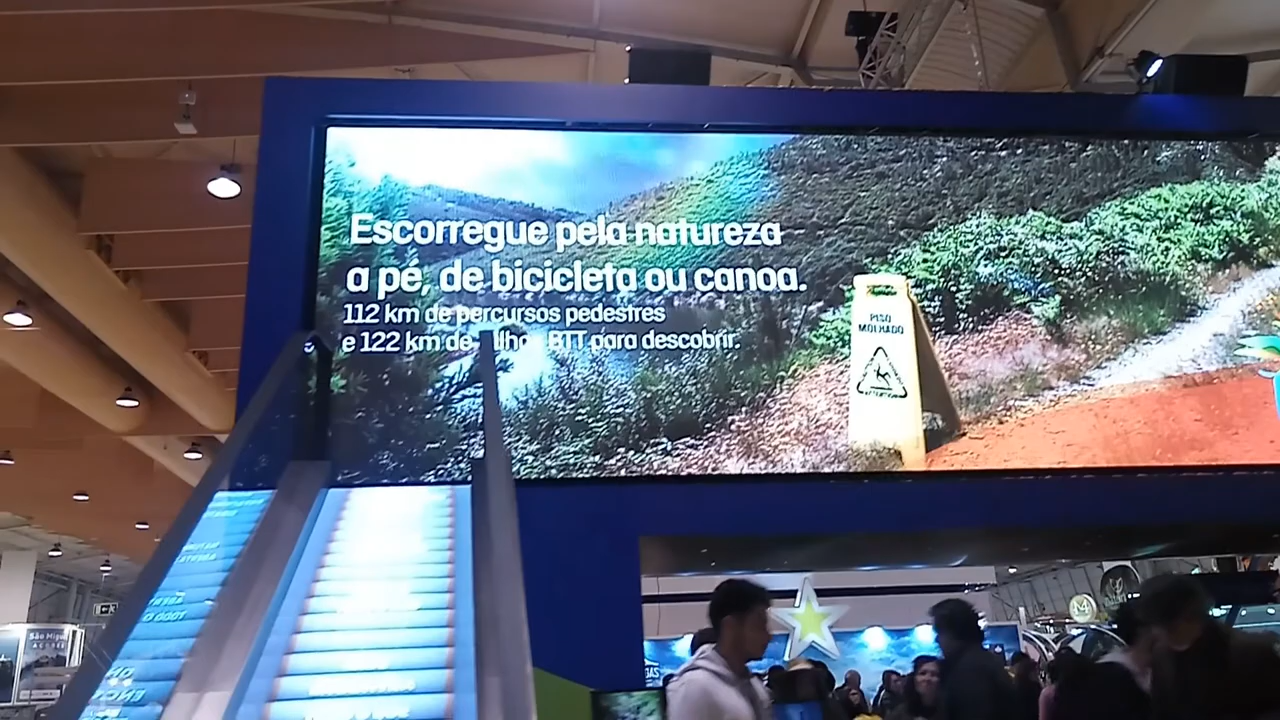 Escorregue pela natureza
a pé, de bicicleta ou canoa.
112 km de percursos pedestres
e 122 km de BTT para descobrir.
PISO
MOLHADO
São Miguel
AÇORES
M